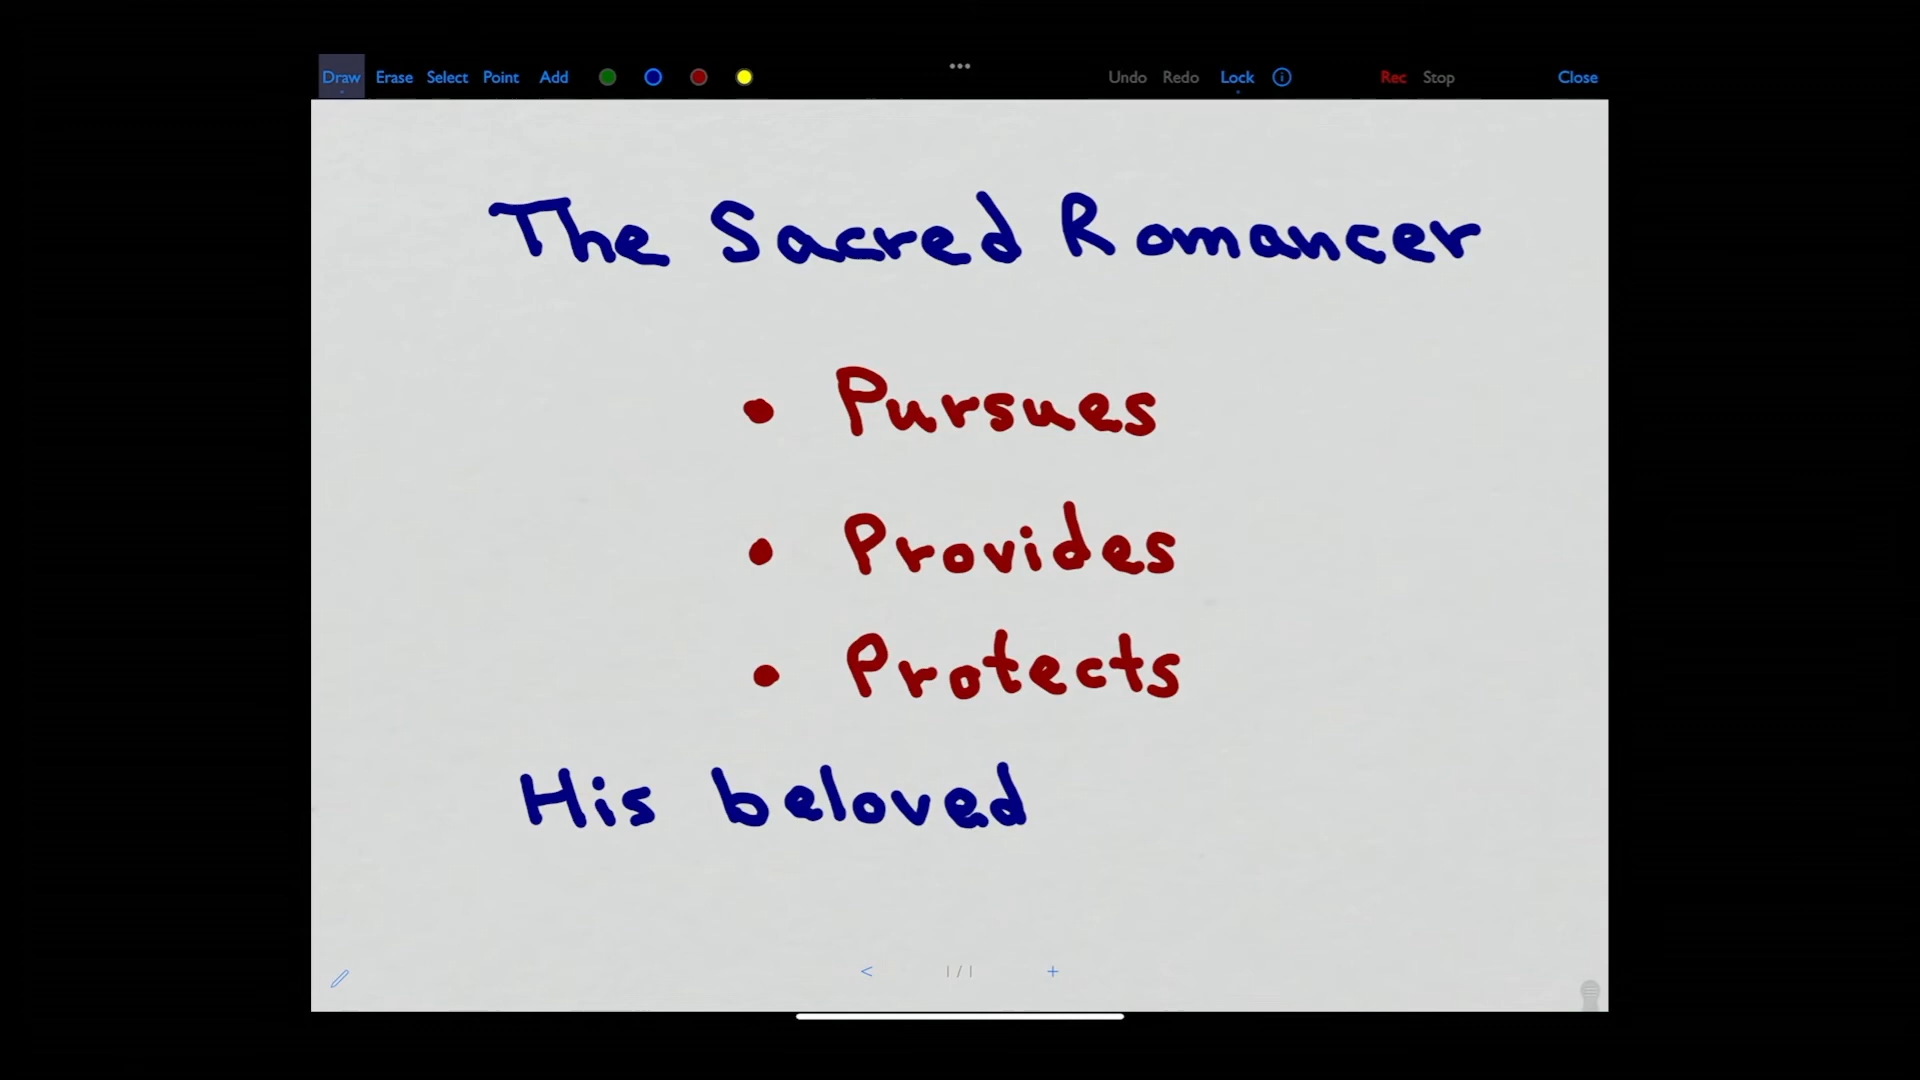 Draw Erase Select Point Add ••• Undo Redo Lock Rec Stop Close
The Sacred Romancer
• Pursues
• Provides
• Protects
His beloved
< 1 / 1 +